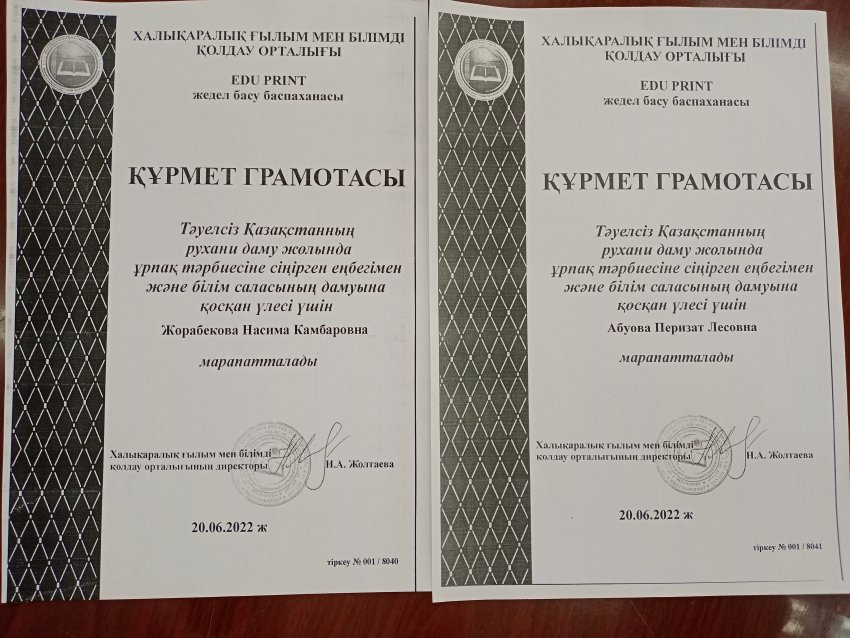 ХАЛЫҚАРАЛЫҚ ҒЫЛЫМ МЕН БІЛІМДІ
ҚОЛДАУ ОРТАЛЫҒЫ
EDU PRINT
жедел басу баспаханасы
ҚҰРМЕТ ГРАМОТАСЫ
Тәуелсіз Қазақстанның
рухани даму жолында
ұрпақ тәрбиесіне сіңірген еңбегімен
және білім саласының дамуына
қосқан үлесі үшін
Жорабекова Насима Камбаровна
марапатталады
Халықаралық ғылым мен білімді
қолдау орталығының директоры
Н.А. Жолтаева
20.06.2022 ж
тіркеу № 001 / 8040
ХАЛЫҚАРАЛЫҚ ҒЫЛЫМ МЕН БІЛІМДІ
ҚОЛДАУ ОРТАЛЫҒЫ
EDU PRINT
жедел басу баспаханасы
ҚҰРМЕТ ГРАМОТАСЫ
Тәуелсіз Қазақстанның
рухани даму жолында
ұрпақ тәрбиесіне сіңірген еңбегімен
және білім саласының дамуына
қосқан үлесі үшін
Абуова Перизат Лесовна
марапатталады
Халықаралық ғылым мен білімді
қолдау орталығының директоры
Н.А. Жолтаева
20.06.2022 ж
тіркеу № 001 / 8041